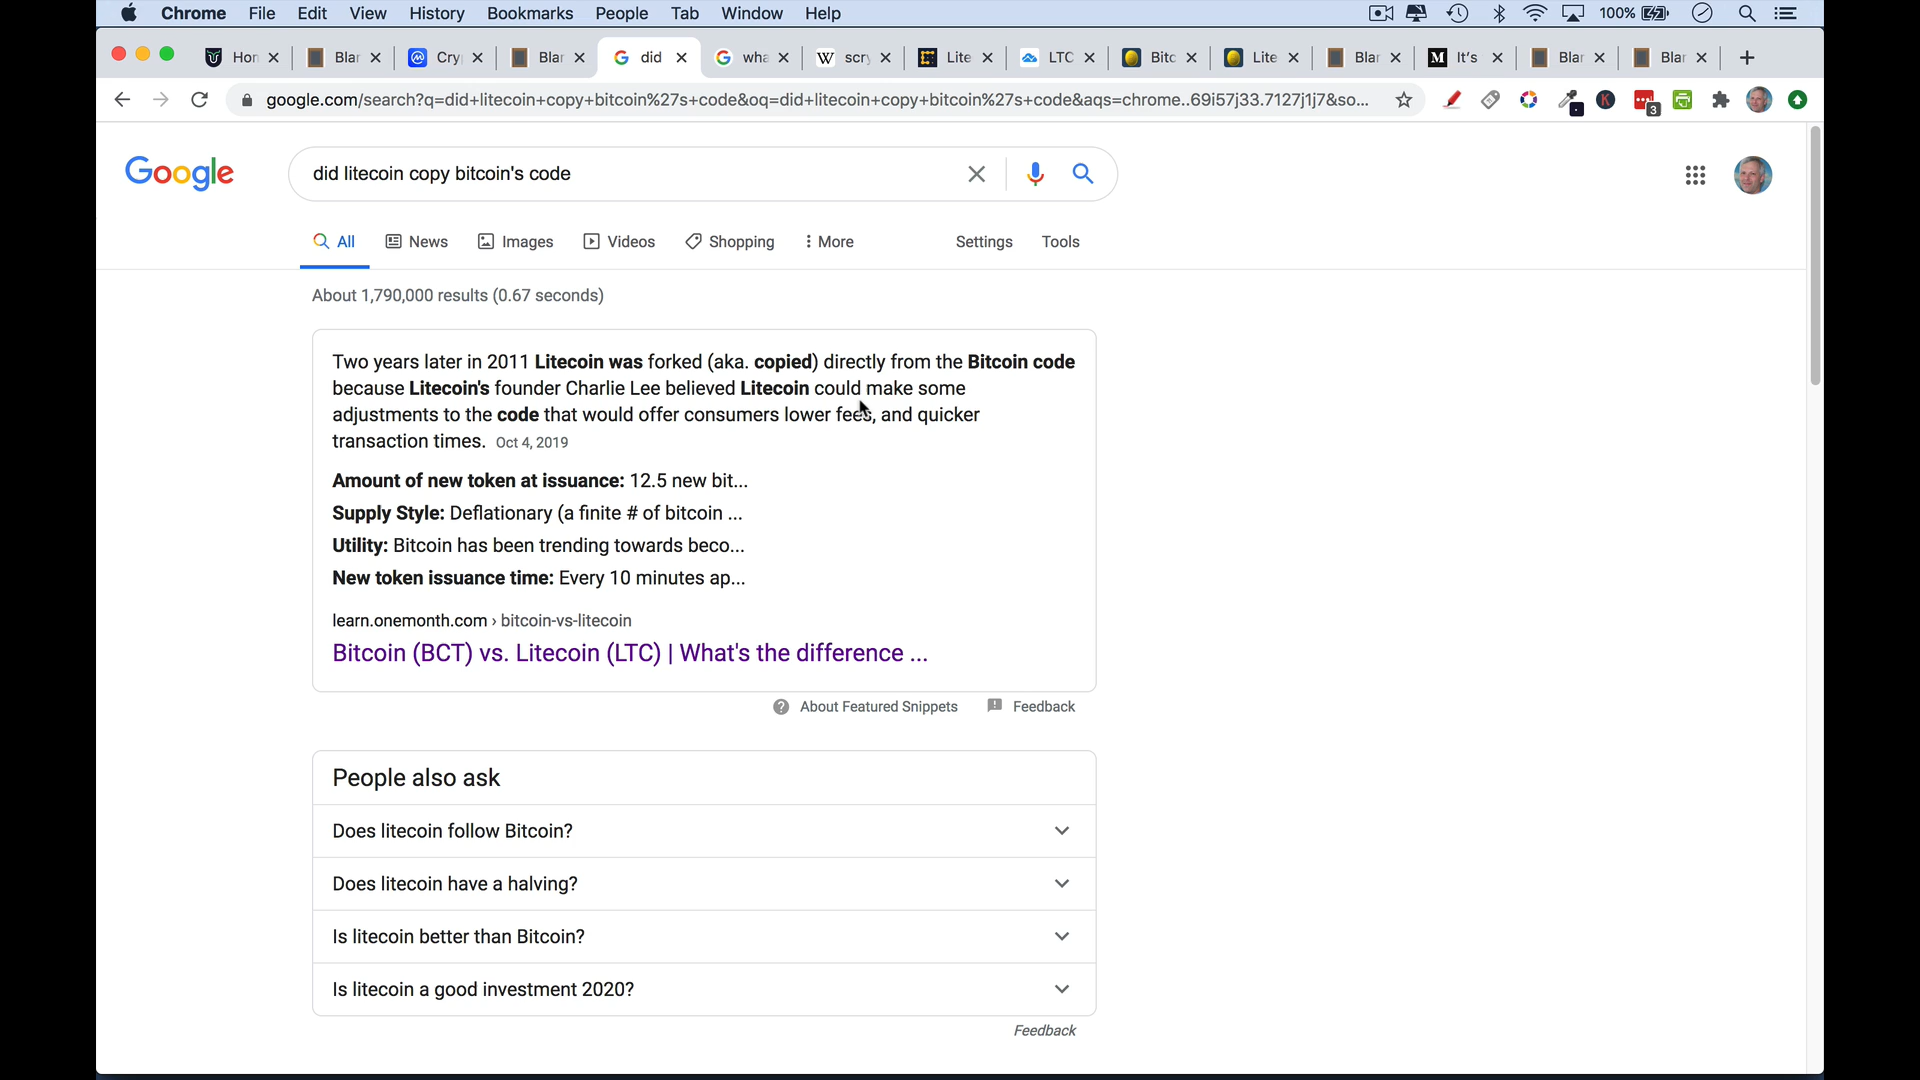 Chrome File Edit View History Bookmarks People Tab Window Help 100%
Hor Blar Cry Blar did wha scry Lite LTC Bitc Lite Blar It's Blar Blar
google.com/search?q=did+litecoin+copy+bitcoin%27s+code&oq=did+litecoin+copy+bitcoin%27s+code&aqs=chrome..69i57j33.7127j1j7&so...
3
Google did litecoin copy bitcoin's code
All News Images Videos Shopping More Settings Tools
About 1,790,000 results (0.67 seconds)
Two years later in 2011 Litecoin was forked (aka. copied) directly from the Bitcoin code
because Litecoin's founder Charlie Lee believed Litecoin could make some
adjustments to the code that would offer consumers lower fees, and quicker
transaction times. Oct 4, 2019
Amount of new token at issuance: 12.5 new bit...
Supply Style: Deflationary (a finite # of bitcoin ...
Utility: Bitcoin has been trending towards beco...
New token issuance time: Every 10 minutes ap...
learn.onemonth.com › bitcoin-vs-litecoin
Bitcoin (BCT) vs. Litecoin (LTC) | What's the difference ...
About Featured Snippets Feedback
People also ask
Does litecoin follow Bitcoin?
Does litecoin have a halving?
Is litecoin better than Bitcoin?
Is litecoin a good investment 2020?
Feedback